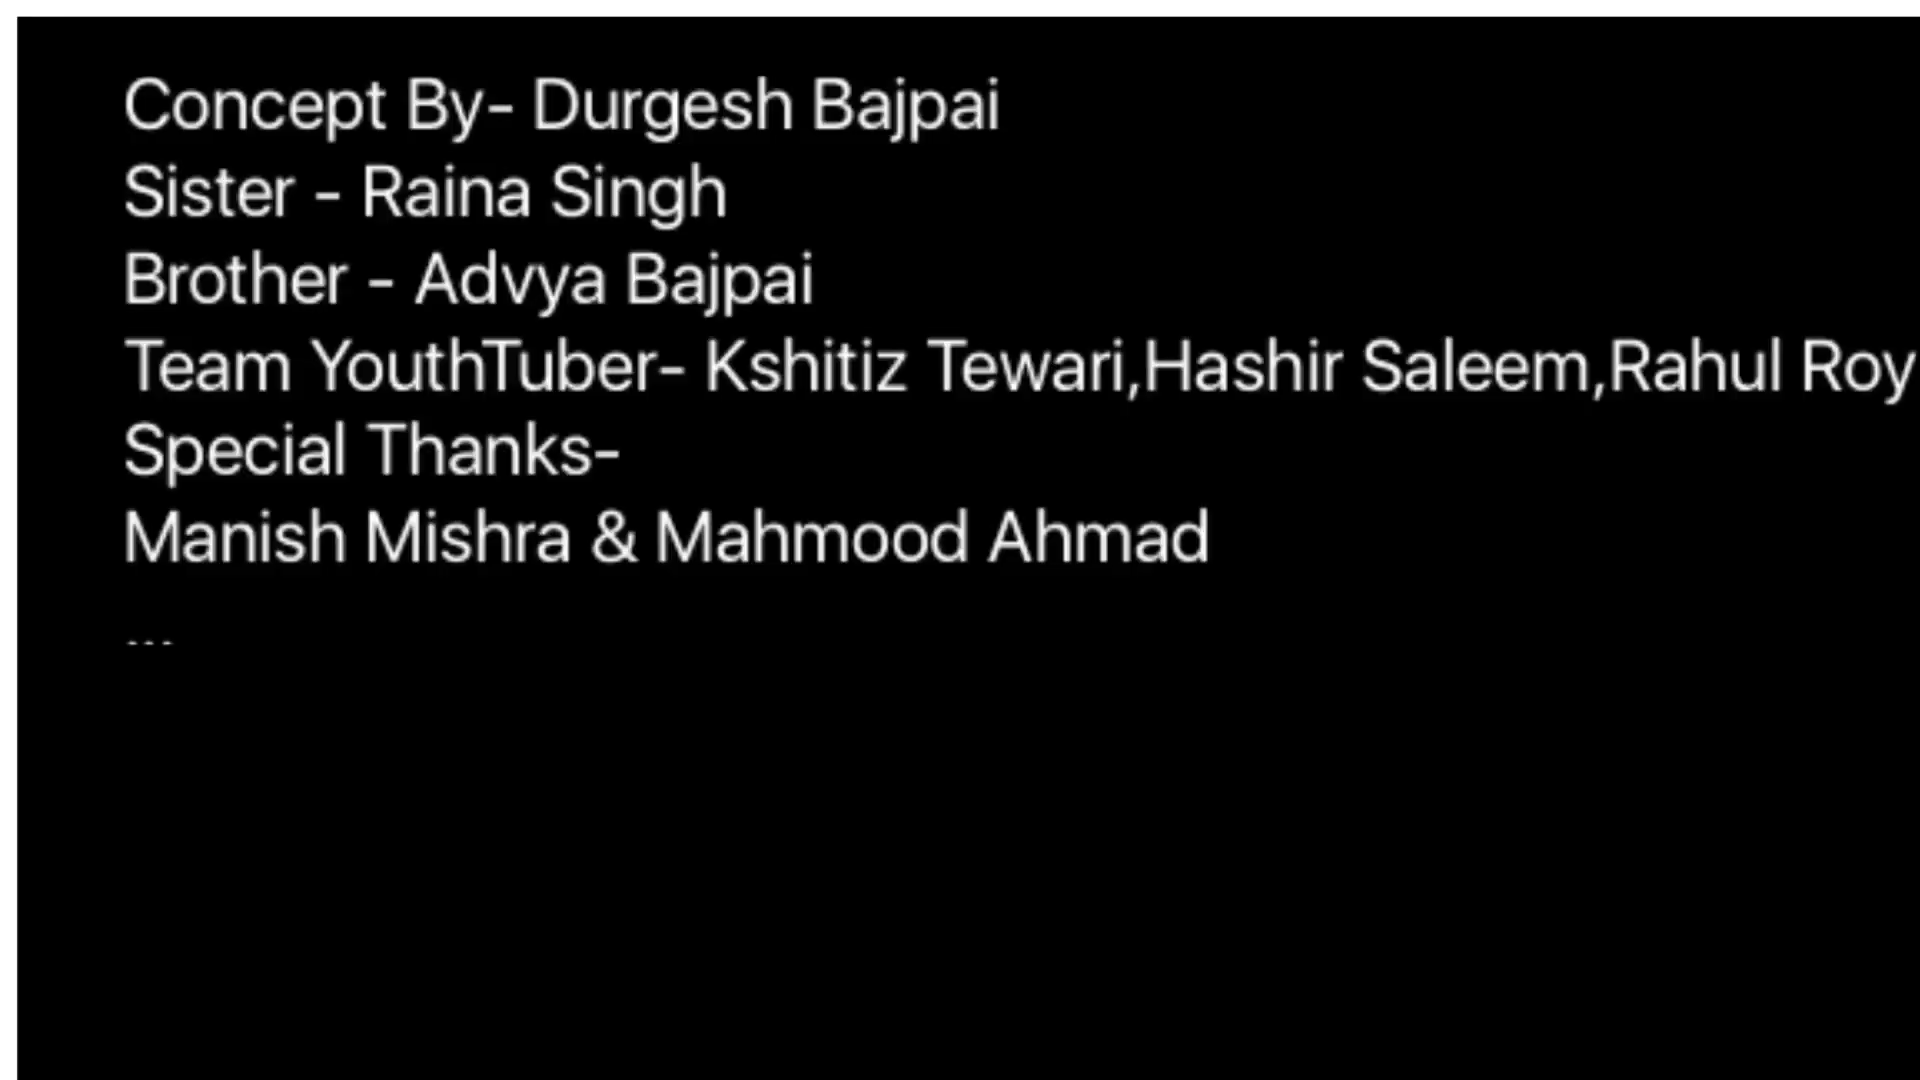 Concept By- Durgesh Bajpai
Sister - Raina Singh
Brother - Advya Bajpai
Team YouthTuber- Kshitiz Tewari,Hashir Saleem,Rahul Roy
Special Thanks-
Manish Mishra & Mahmood Ahmad
...